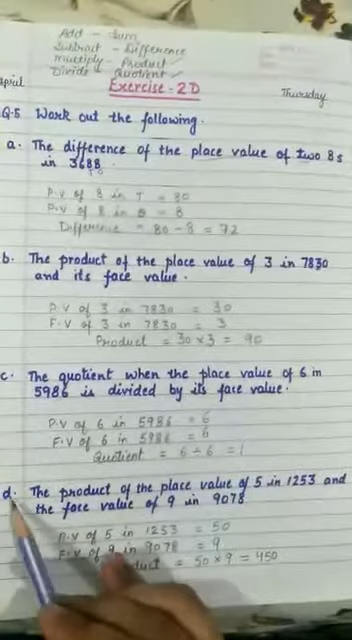 Add - Sum
Subtract - Difference
Multiply - Product ✓
Divide - Quotient ✓
April Exercise - 2D Thursday
Q.5 Work out the following.
a. The difference of the place value of two 8s
in 3688.
P.V of 8 in T = 80
P.V of 8 in O = 8
Difference = 80 - 8 = 72
b. The product of the place value of 3 in 7830
and its face value.
P.V of 3 in 7830 = 30
F.V of 3 in 7830 = 3
Product = 30 × 3 = 90
c. The quotient when the place value of 6 in
5986 is divided by its face value.
P.V of 6 in 5986 = 6
F.V of 6 in 5986 = 6
Quotient = 6 ÷ 6 = 1
d. The product of the place value of 5 in 1253 and
the face value of 9 in 9078
P.V of 5 in 1253 = 50
F.V of 9 in 9078 = 9
duct = 50 × 9 = 450